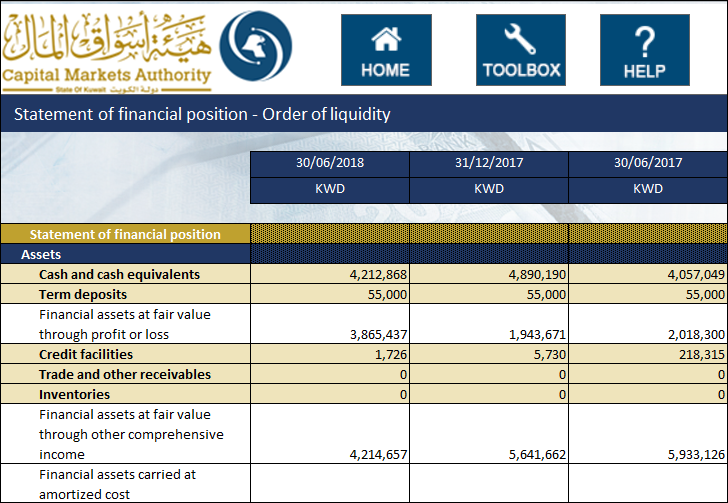 هيئة أسواق المال
Capital Markets Authority
State Of Kuwait دولة الكويت
HOME
TOOLBOX
?
HELP
Statement of financial position - Order of liquidity
30/06/2018 31/12/2017 30/06/2017
KWD KWD KWD
Statement of financial position
Assets
Cash and cash equivalents 4,212,868 4,890,190 4,057,049
Term deposits 55,000 55,000 55,000
Financial assets at fair value
through profit or loss 3,865,437 1,943,671 2,018,300
Credit facilities 1,726 5,730 218,315
Trade and other receivables 0 0 0
Inventories 0 0 0
Financial assets at fair value
through other comprehensive
income 4,214,657 5,641,662 5,933,126
Financial assets carried at
amortized cost